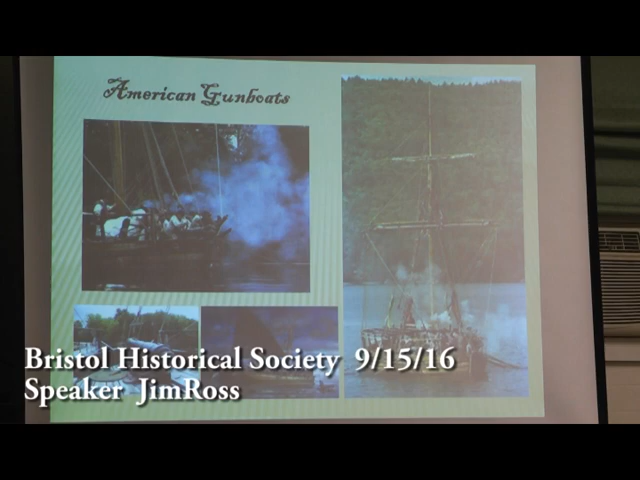 American Gunboats
Bristol Historical Society 9/15/16
Speaker JimRoss